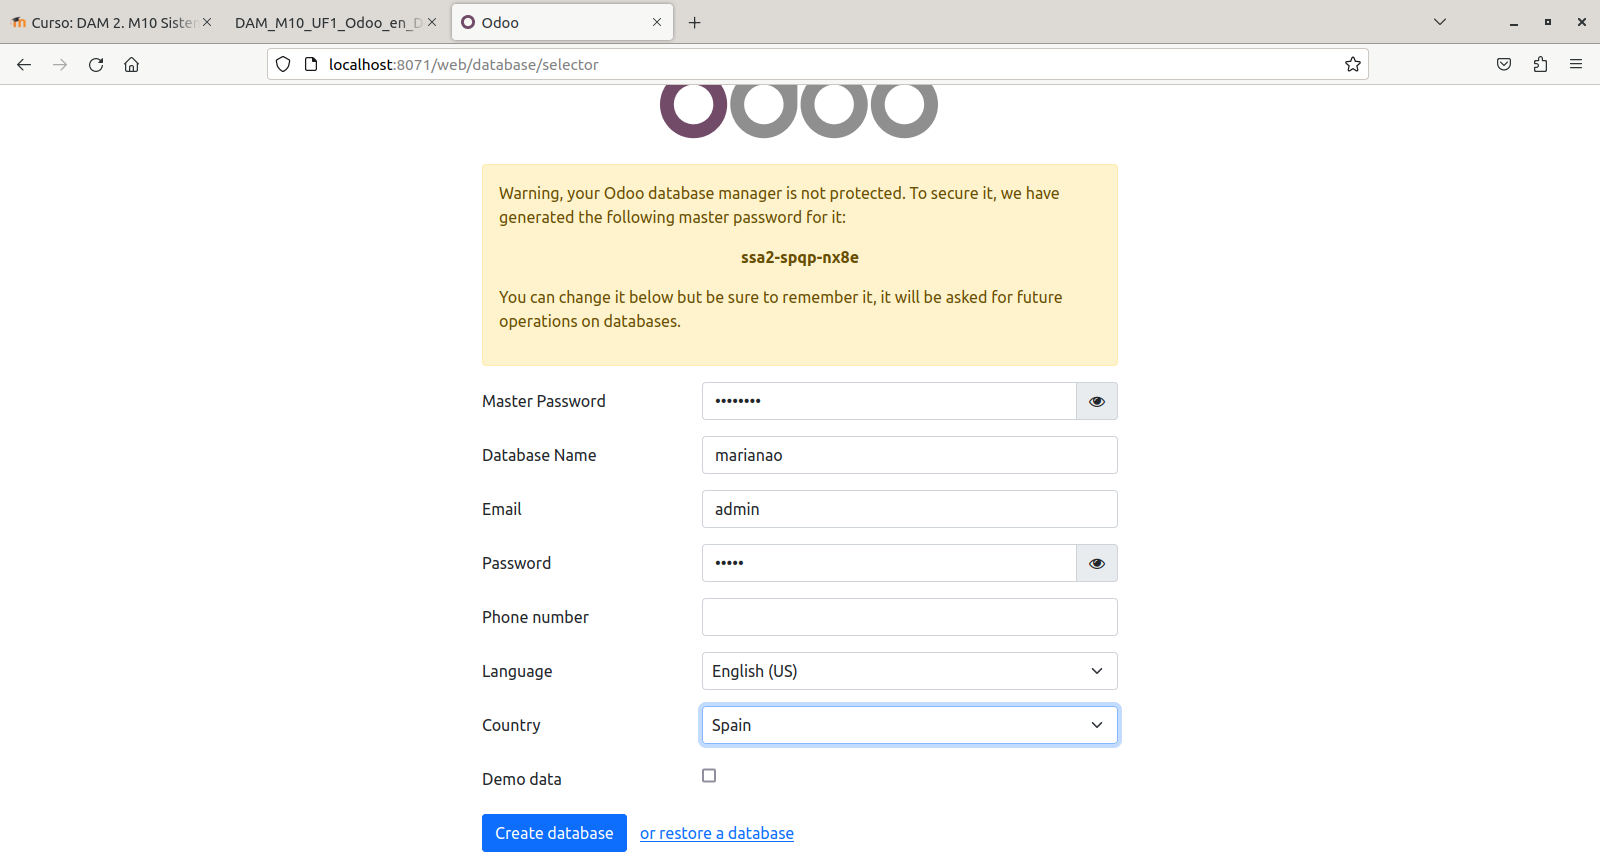 Curso: DAM 2. M10 Sister
DAM_M10_UF1_Odoo_en_D
Odoo
localhost:8071/web/database/selector
odoo
Warning, your Odoo database manager is not protected. To secure it, we have
generated the following master password for it:
ssa2-spqp-nx8e
You can change it below but be sure to remember it, it will be asked for future
operations on databases.
Master Password
••••••••
Database Name
marianao
Email
admin
Password
•••••
Phone number
Language
English (US)
Country
Spain
Demo data
Create database
or restore a database